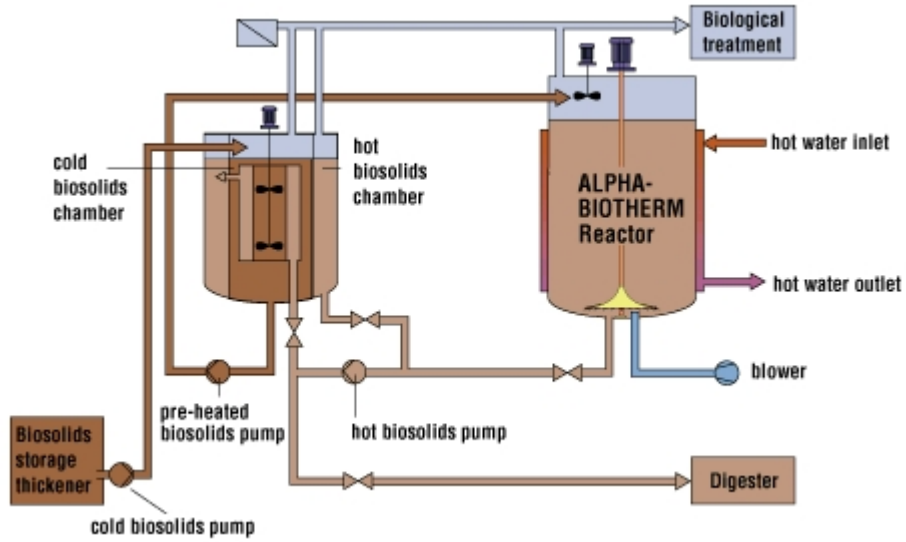 Biological
treatment
cold
biosolids
chamber
hot
biosolids
chamber
hot water inlet
ALPHA-
BIOTHERM
Reactor
hot water outlet
blower
pre-heated
biosolids pump
hot biosolids pump
Biosolids
storage
thickener
Digester
cold biosolids pump